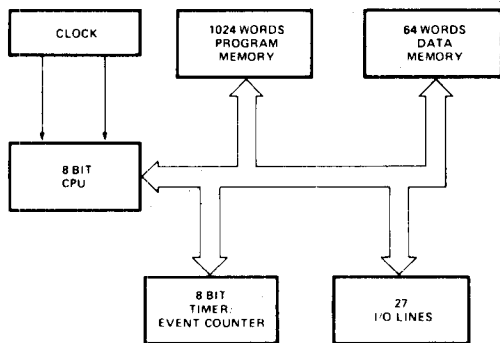 CLOCK
1024 WORDS
PROGRAM
MEMORY
64 WORDS
DATA
MEMORY
8 BIT
CPU
8 BIT
TIMER/
EVENT COUNTER
27
I/O LINES